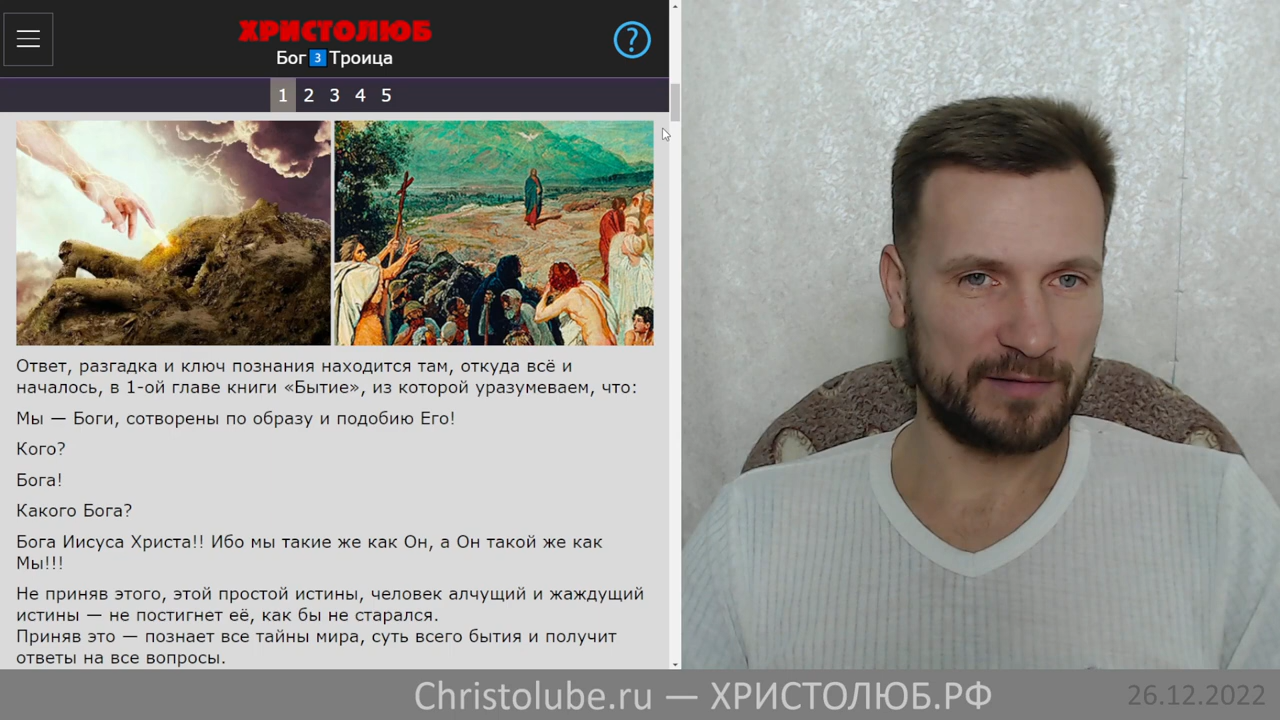 ХРИСТОЛЮБ
Бог 3 Троица
1 2 3 4 5
Ответ, разгадка и ключ познания находится там, откуда всё и
началось, в 1-ой главе книги «Бытие», из которой уразумеваем, что:
Мы — Боги, сотворены по образу и подобию Его!
Кого?
Бога!
Какого Бога?
Бога Иисуса Христа!! Ибо мы такие же как Он, а Он такой же как
Мы!!!
Не приняв этого, этой простой истины, человек алчущий и жаждущий
истины — не постигнет её, как бы не старался.
Приняв это — познает все тайны мира, суть всего бытия и получит
ответы на все вопросы.
Christolube.ru — ХРИСТОЛЮБ.РФ
26.12.2022